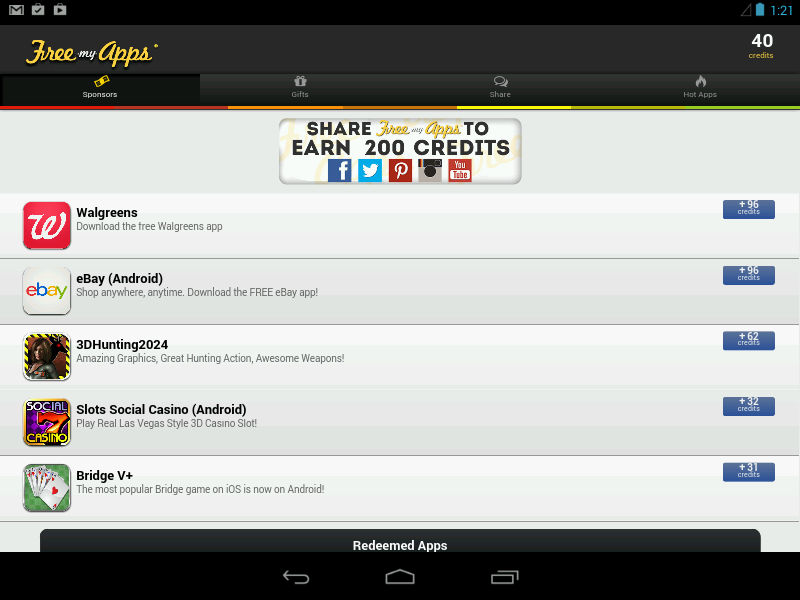 1:21
Free my Apps
40
credits
Sponsors
Gifts
Share
Hot Apps
SHARE Free my Apps TO
EARN 200 CREDITS
f
You
Tube
Walgreens
Download the free Walgreens app
+ 96
credits
ebay
eBay (Android)
Shop anywhere, anytime. Download the FREE eBay app!
+ 96
credits
3DHunting2024
Amazing Graphics, Great Hunting Action, Awesome Weapons!
+ 62
credits
SOCIAL
7
CASINO
Slots Social Casino (Android)
Play Real Las Vegas Style 3D Casino Slot!
+ 32
credits
Bridge V+
The most popular Bridge game on iOS is now on Android!
+ 31
credits
Redeemed Apps